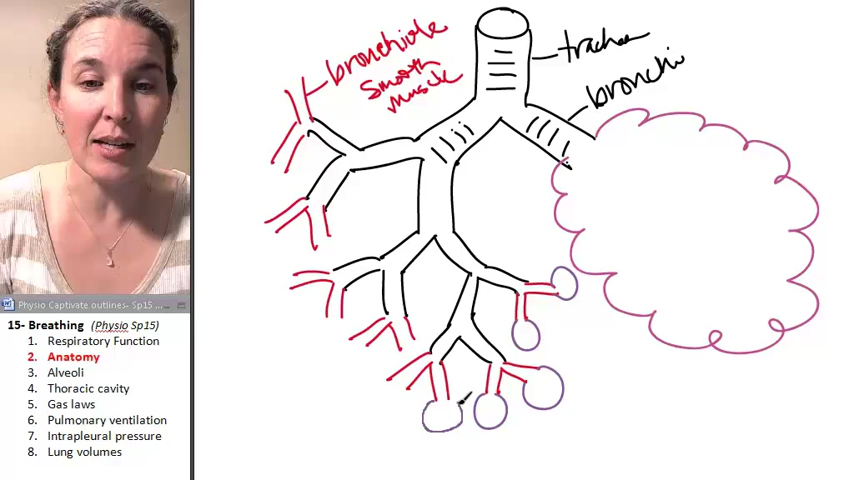 bronchiole
smooth
muscle
trachea
bronchi
Physio Captivate outlines- Sp15 ...
15- Breathing (Physio Sp15)
1. Respiratory Function
2. Anatomy
3. Alveoli
4. Thoracic cavity
5. Gas laws
6. Pulmonary ventilation
7. Intrapleural pressure
8. Lung volumes